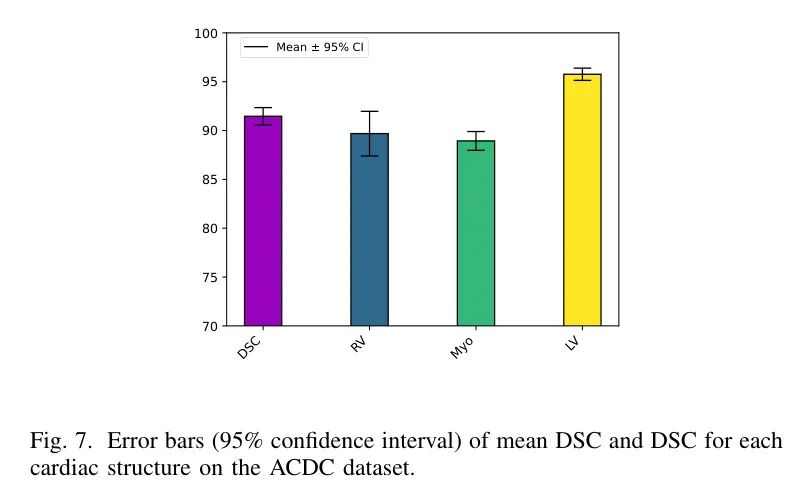 100
Mean ± 95% CI
95
90
85
80
75
70
DSC
RV
Myo
LV
Fig. 7. Error bars (95% confidence interval) of mean DSC and DSC for each
cardiac structure on the ACDC dataset.